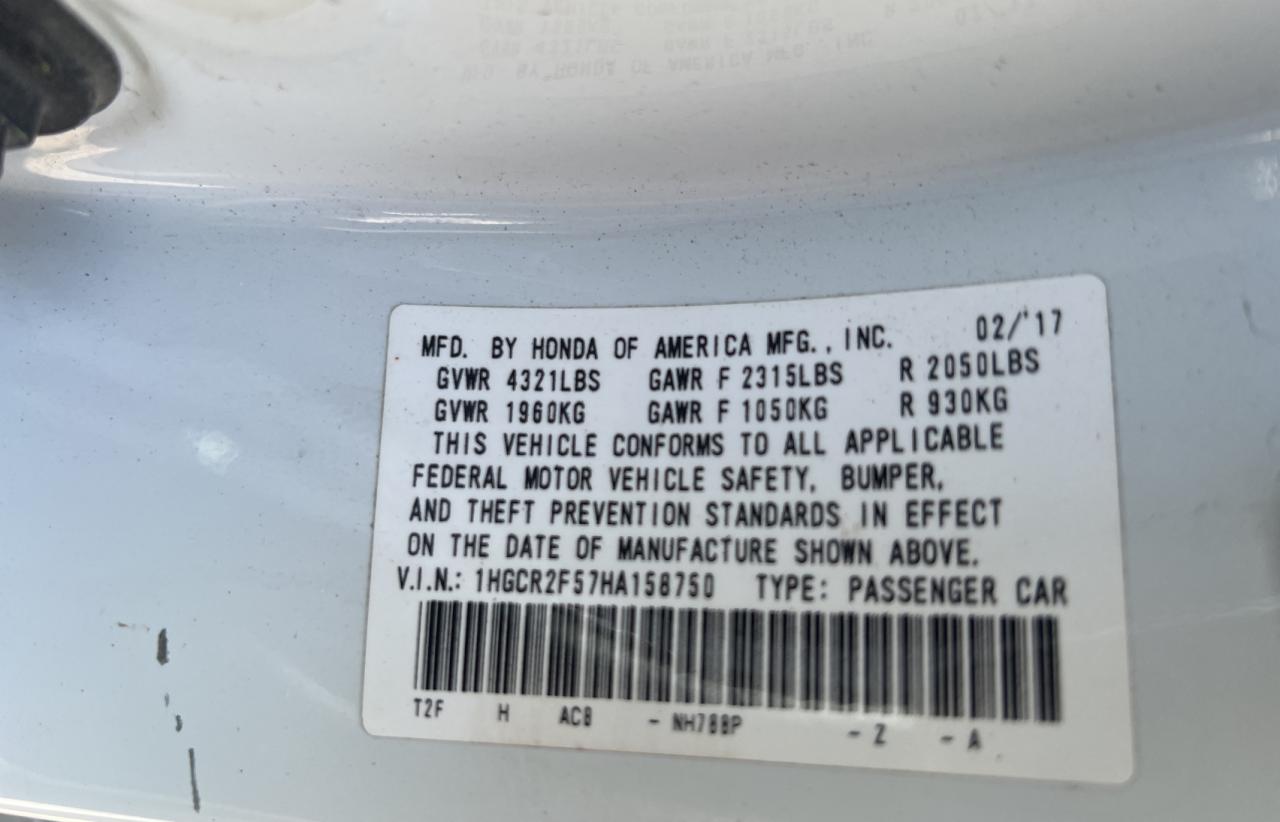 MFD. BY HONDA OF AMERICA MFG., INC. 02/'17
GVWR 4321LBS GAWR F 2315LBS R 2050LBS
GVWR 1960KG GAWR F 1050KG R 930KG
THIS VEHICLE CONFORMS TO ALL APPLICABLE
FEDERAL MOTOR VEHICLE SAFETY, BUMPER,
AND THEFT PREVENTION STANDARDS IN EFFECT
ON THE DATE OF MANUFACTURE SHOWN ABOVE.
V.I.N.: 1HGCR2F57HA158750 TYPE: PASSENGER CAR
T2F H AC8 - NH788P - Z - A